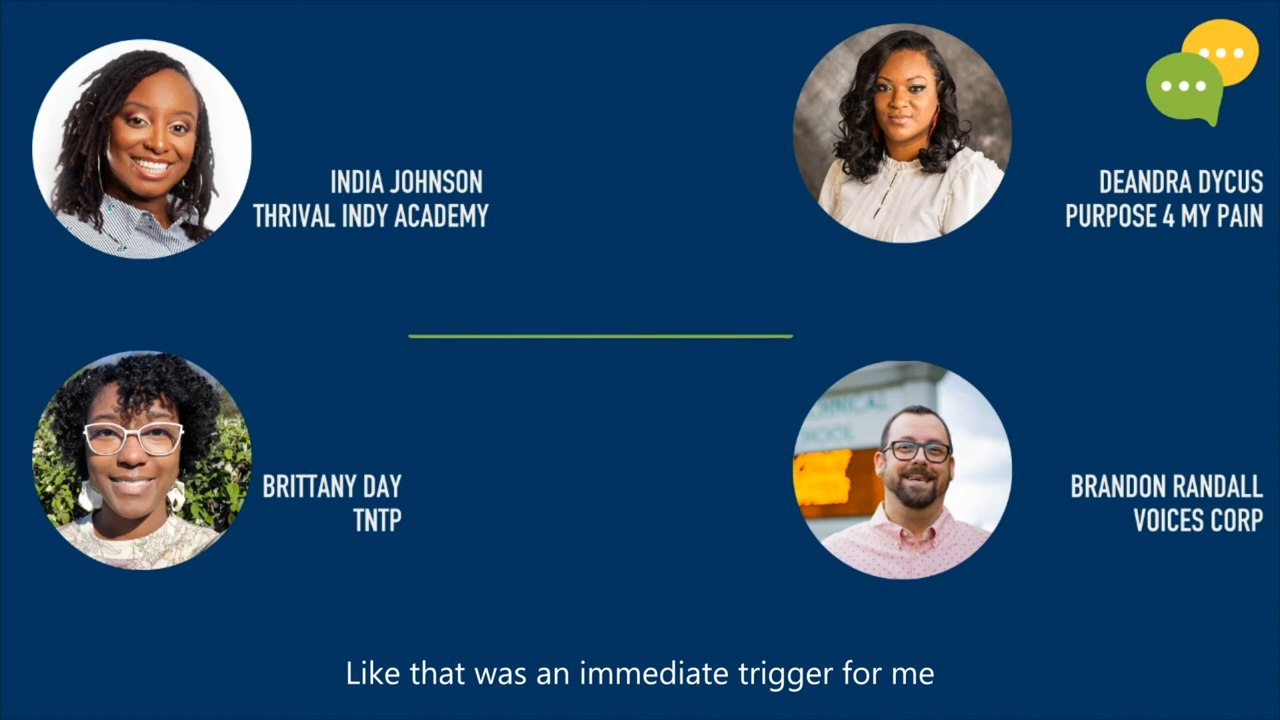 INDIA JOHNSON
THRIVAL INDY ACADEMY
DEANDRA DYCUS
PURPOSE 4 MY PAIN
BRITTANY DAY
TNTP
BRANDON RANDALL
VOICES CORP
Like that was an immediate trigger for me